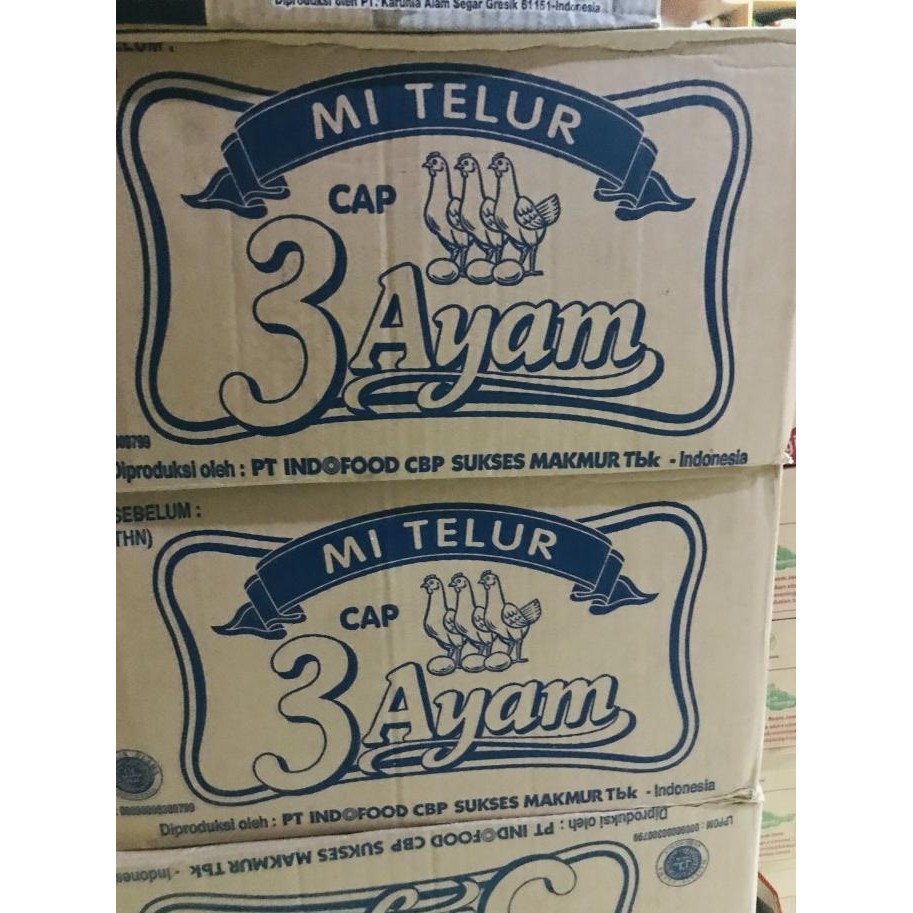 Diproduksi oleh PT. Karunia Alam Segar Gresik 61151-Indonesia
MI TELUR
CAP
3 Ayam
Diproduksi oleh : PT INDOFOOD CBP SUKSES MAKMUR Tbk - Indonesia
SEBELUM :
THN)
MI TELUR
CAP
3 Ayam
Diproduksi oleh : PT INDOFOOD CBP SUKSES MAKMUR Tbk - Indonesia
LPPOM :
Diproduksi oleh : PT INDOFOOD CBP SUKSES MAKMUR Tbk - Indones